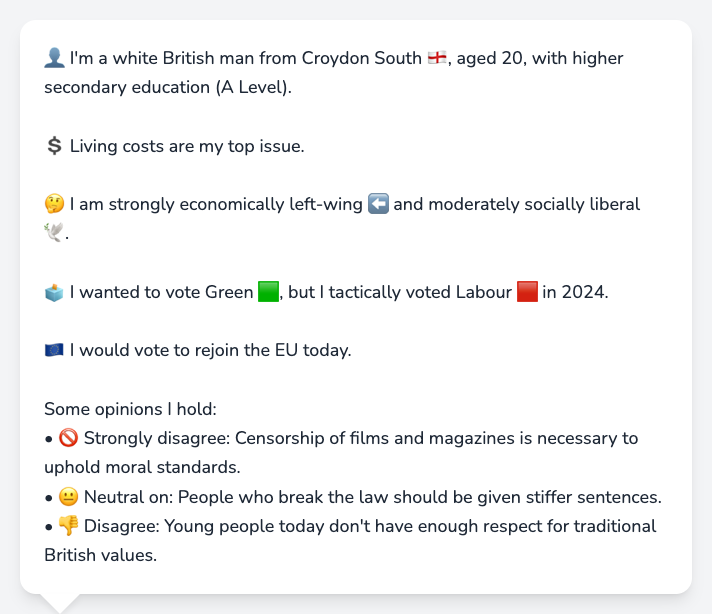 👤 I'm a white British man from Croydon South 🏴󠁧󠁢󠁥󠁮󠁧󠁿, aged 20, with higher
secondary education (A Level).
💲 Living costs are my top issue.
🤔 I am strongly economically left-wing ⬅️ and moderately socially liberal
🕊️.
🗳️ I wanted to vote Green 🟩, but I tactically voted Labour 🟥 in 2024.
🇪🇺 I would vote to rejoin the EU today.
Some opinions I hold:
• 🚫 Strongly disagree: Censorship of films and magazines is necessary to
uphold moral standards.
• 😐 Neutral on: People who break the law should be given stiffer sentences.
• 👎 Disagree: Young people today don't have enough respect for traditional
British values.